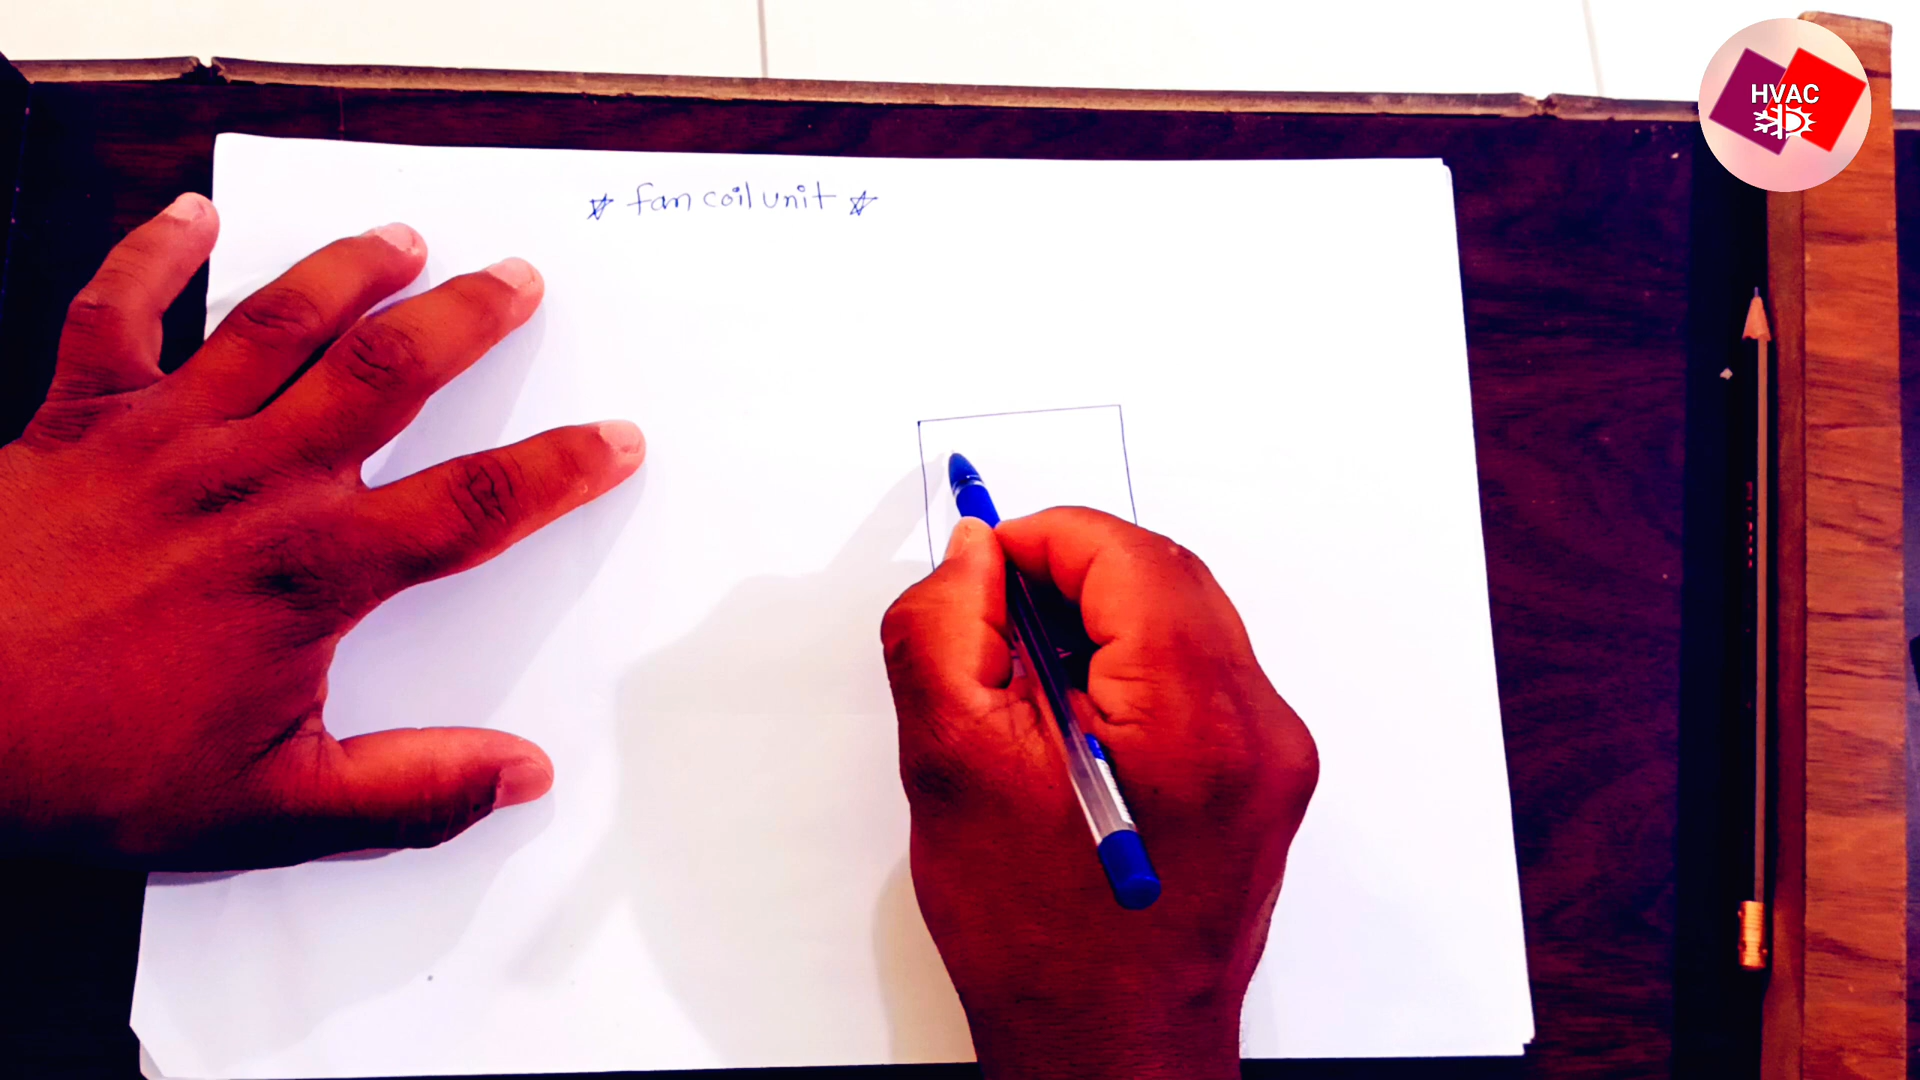 ☆ fan coil unit ☆
HVAC